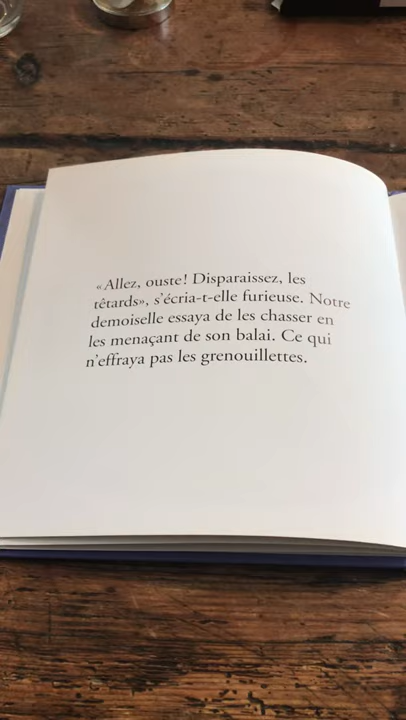 «Allez, ouste! Disparaissez, les
têtards», s'écria-t-elle furieuse. Notre
demoiselle essaya de les chasser en
les menaçant de son balai. Ce qui
n'effraya pas les grenouillettes.